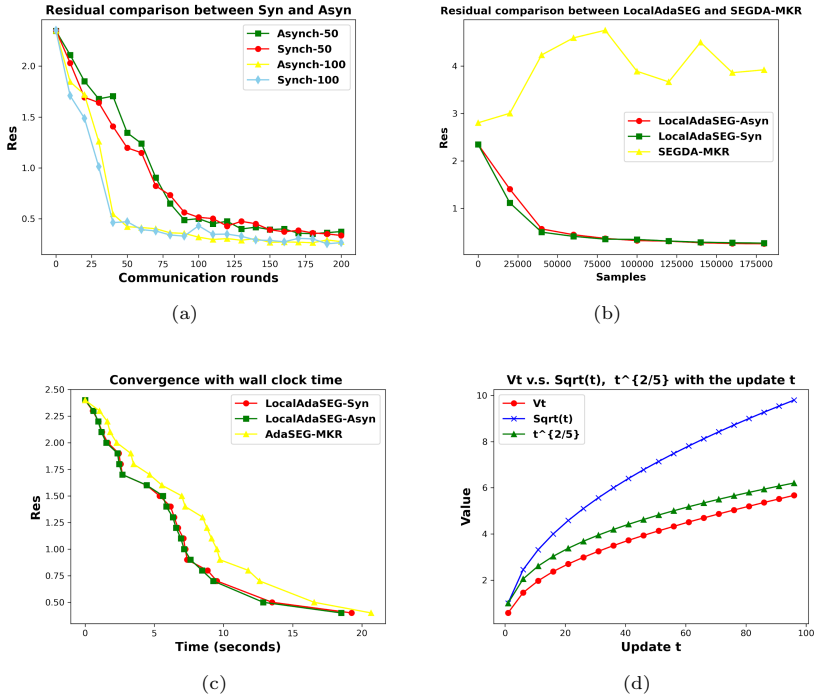 Residual comparison between Syn and Asyn
Asynch-50
Synch-50
Asynch-100
Synch-100
2.0
1.5
1.0
0.5
Res
0 25 50 75 100 125 150 175 200
Communication rounds
(a)
Residual comparison between LocalAdaSEG and SEGDA-MKR
LocalAdaSEG-Asyn
LocalAdaSEG-Syn
SEGDA-MKR
4
3
2
1
Res
0 25000 50000 75000 100000 125000 150000 175000
Samples
(b)
Convergence with wall clock time
LocalAdaSEG-Syn
LocalAdaSEG-Asyn
AdaSEG-MKR
2.50
2.25
2.00
1.75
1.50
1.25
1.00
0.75
0.50
Res
0 5 10 15 20
Time (seconds)
(c)
Vt v.s. Sqrt(t), t^{2/5} with the update t
Vt
Sqrt(t)
t^{2/5}
10
8
6
4
2
Value
0 20 40 60 80 100
Update t
(d)